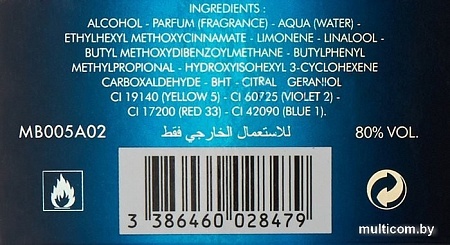 INGREDIENTS :
ALCOHOL - PARFUM (FRAGRANCE) - AQUA (WATER) -
ETHYLHEXYL METHOXYCINNAMATE - LIMONENE - LINALOOL -
BUTYL METHOXYDIBENZOYLMETHANE - BUTYLPHENYL
METHYLPROPIONAL - HYDROXYISOHEXYL 3-CYCLOHEXENE
CARBOXALDEHYDE - BHT - CITRAL GERANIOL
CI 19140 (YELLOW 5) - CI 60725 (VIOLET 2) -
CI 17200 (RED 33) - CI 42090 (BLUE 1).
MB005A02 للاستعمال الخارجي فقط 80% VOL.
3 386460 028479
multicom.by